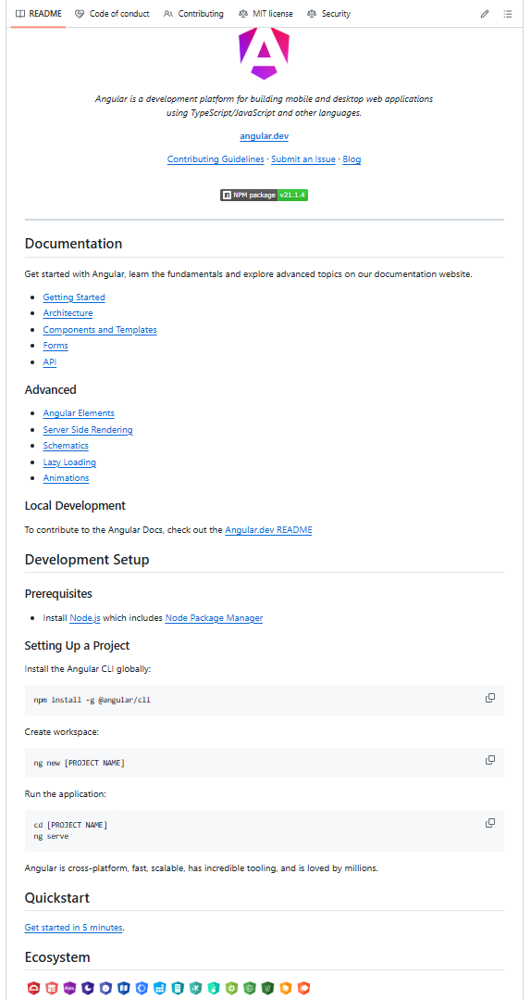 README
Code of conduct
Contributing
MIT license
Security
Angular is a development platform for building mobile and desktop web applications
using TypeScript/JavaScript and other languages.
angular.dev
Contributing Guidelines · Submit an Issue · Blog
NPM package v21.1.4
Documentation
Get started with Angular, learn the fundamentals and explore advanced topics on our documentation website.
• Getting Started
• Architecture
• Components and Templates
• Forms
• API
Advanced
• Angular Elements
• Server Side Rendering
• Schematics
• Lazy Loading
• Animations
Local Development
To contribute to the Angular Docs, check out the Angular.dev README
Development Setup
Prerequisites
• Install Node.js which includes Node Package Manager
Setting Up a Project
Install the Angular CLI globally:
npm install -g @angular/cli
Create workspace:
ng new [PROJECT NAME]
Run the application:
cd [PROJECT NAME]
ng serve
Angular is cross-platform, fast, scalable, has incredible tooling, and is loved by millions.
Quickstart
Get started in 5 minutes.
Ecosystem